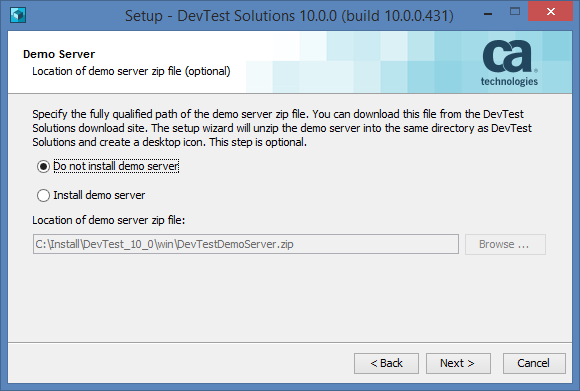 Setup - DevTest Solutions 10.0.0 (build 10.0.0.431)
Demo Server
Location of demo server zip file (optional)
ca
technologies
Specify the fully qualified path of the demo server zip file. You can download this file from the DevTest
Solutions download site. The setup wizard will unzip the demo server into the same directory as DevTest
Solutions and create a desktop icon. This step is optional.
Do not install demo server
Install demo server
Location of demo server zip file:
C:\Install\DevTest_10_0\win\DevTestDemoServer.zip
Browse ...
< Back
Next >
Cancel